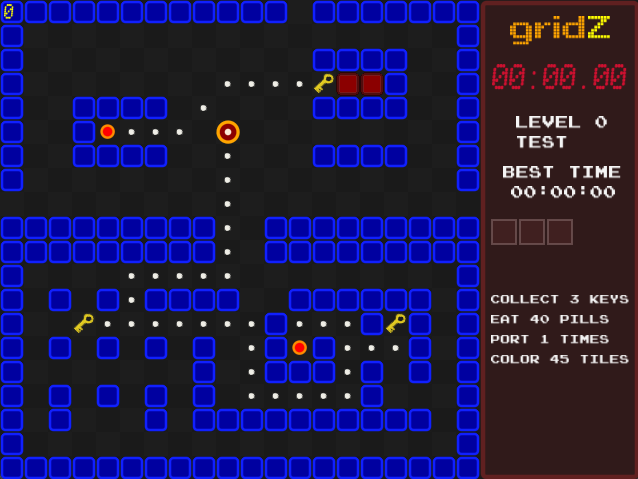 0
gridZ
00:00.00
LEVEL 0
TEST
BEST TIME
00:00:00
COLLECT 3 KEYS
EAT 40 PILLS
PORT 1 TIMES
COLOR 45 TILES